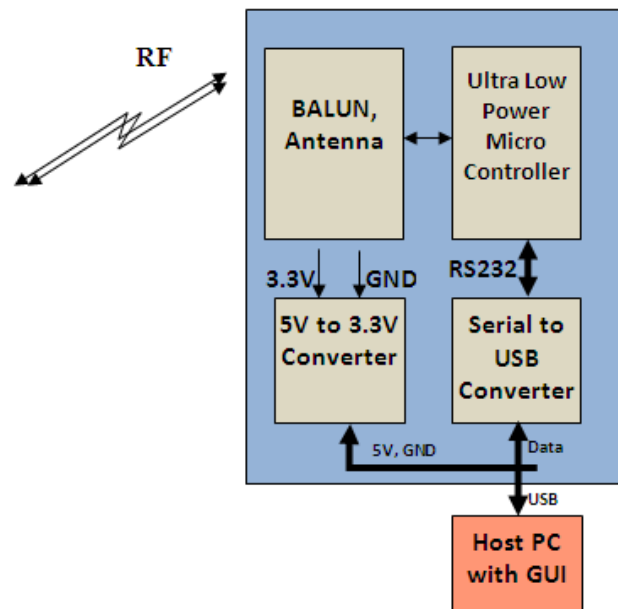 RF
BALUN,
Antenna
Ultra Low
Power
Micro
Controller
3.3V
GND
RS232
5V to 3.3V
Converter
Serial to
USB
Converter
5V, GND
Data
USB
Host PC
with GUI